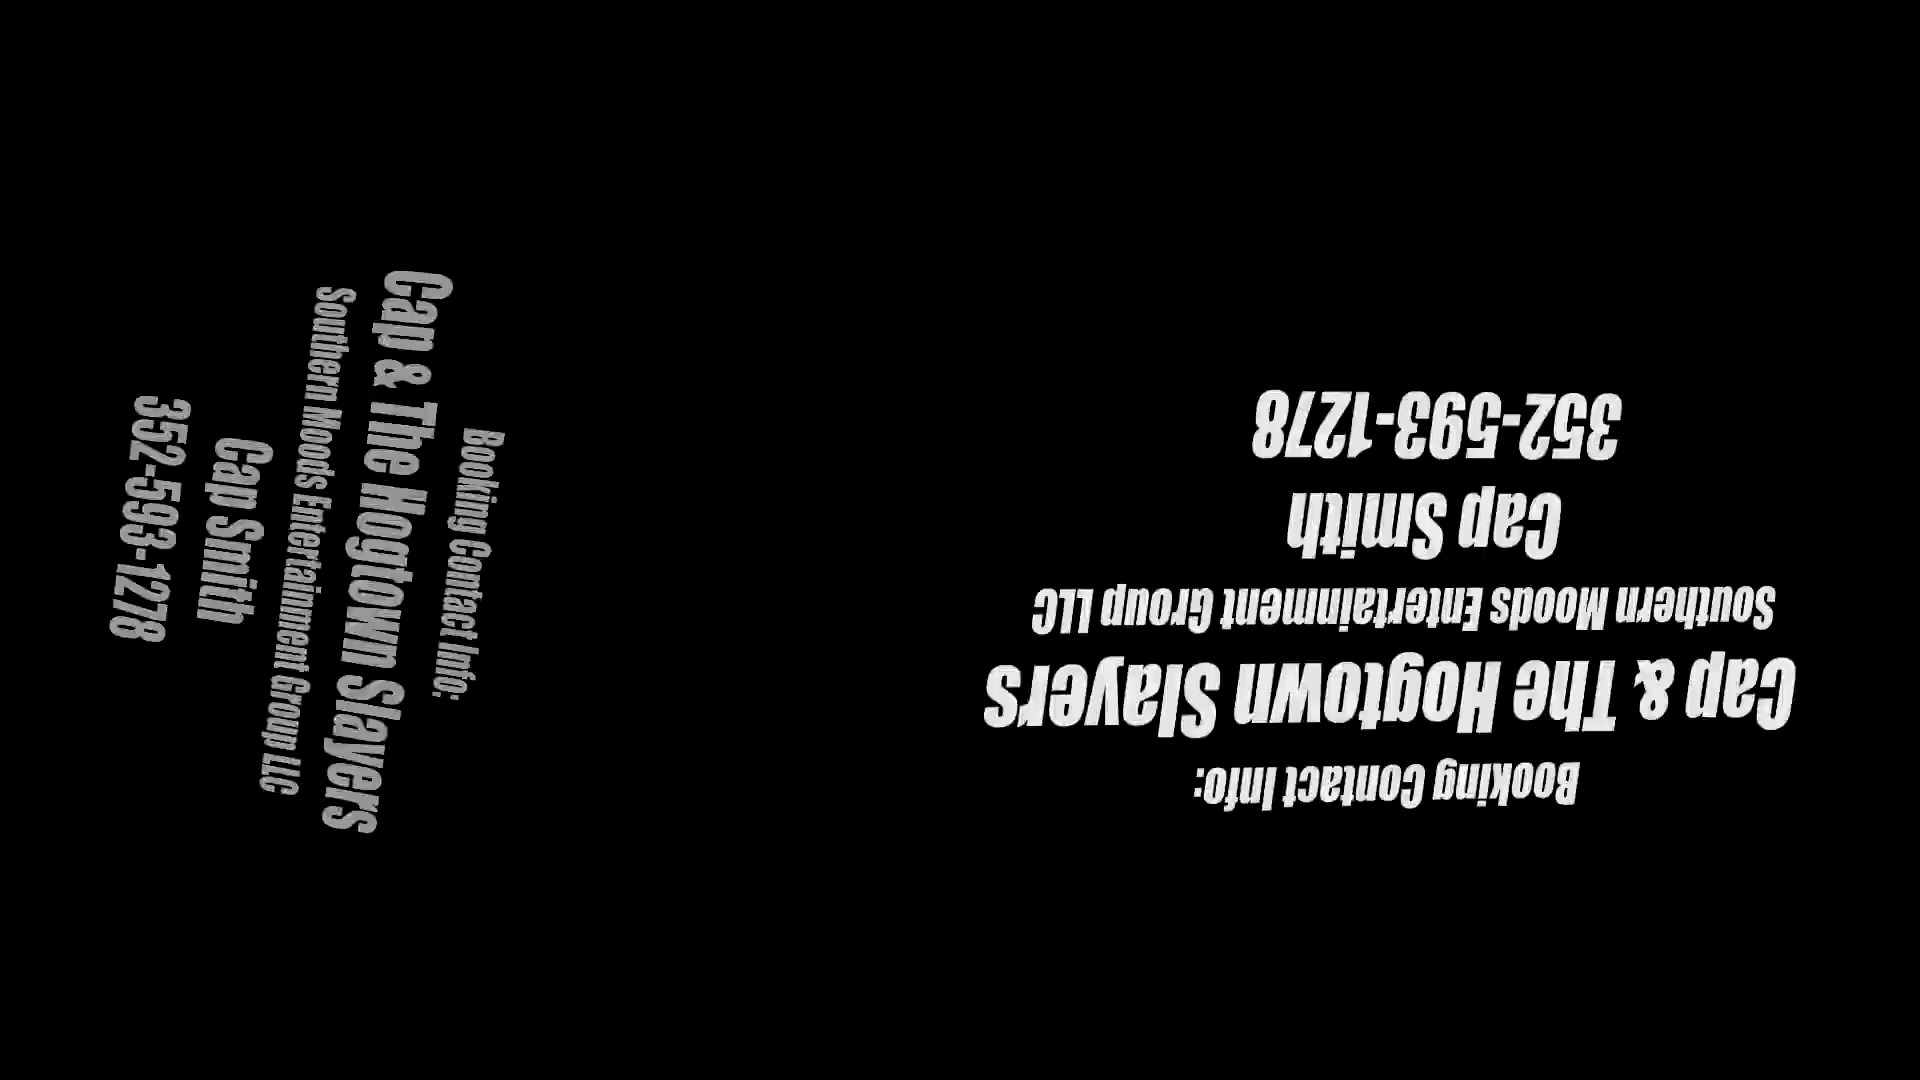 Booking Contact Info:
Cap & The Hogtown Slayers
Southern Moods Entertainment Group LLC
Cap Smith
352-593-1278
Booking Contact Info:
Cap & The Hogtown Slayers
Southern Moods Entertainment Group LLC
Cap Smith
352-593-1278